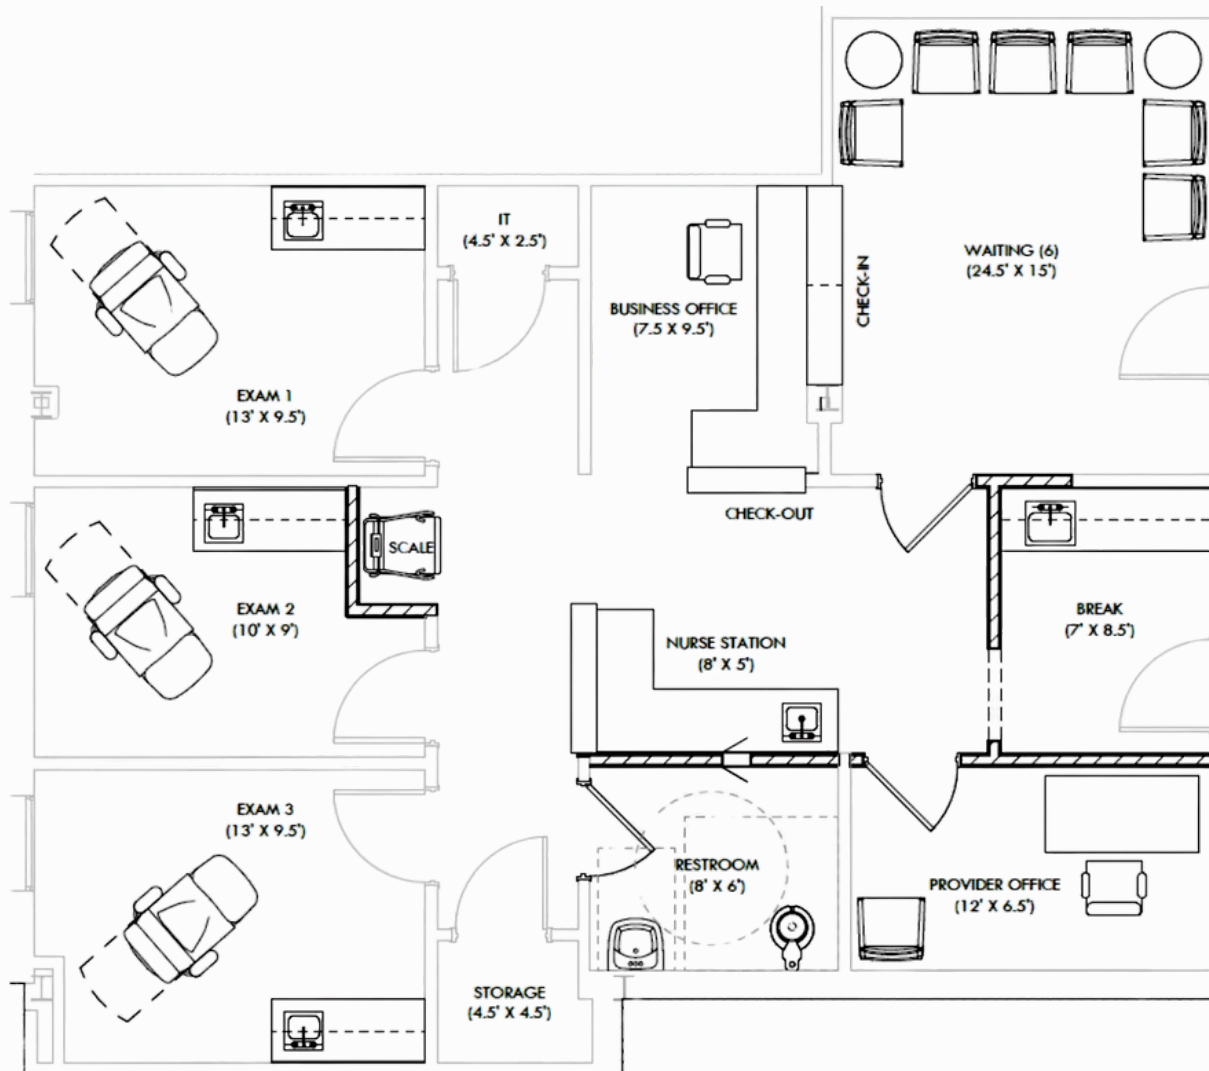 IT
(4.5' X 2.5')
WAITING (6)
(24.5' X 15')
CHECK-IN
BUSINESS OFFICE
(7.5 X 9.5')
EXAM 1
(13' X 9.5')
CHECK-OUT
SCALE
EXAM 2
(10' X 9')
BREAK
(7' X 8.5')
NURSE STATION
(8' X 5')
EXAM 3
(13' X 9.5')
RESTROOM
(8' X 6')
PROVIDER OFFICE
(12' X 6.5')
STORAGE
(4.5' X 4.5')